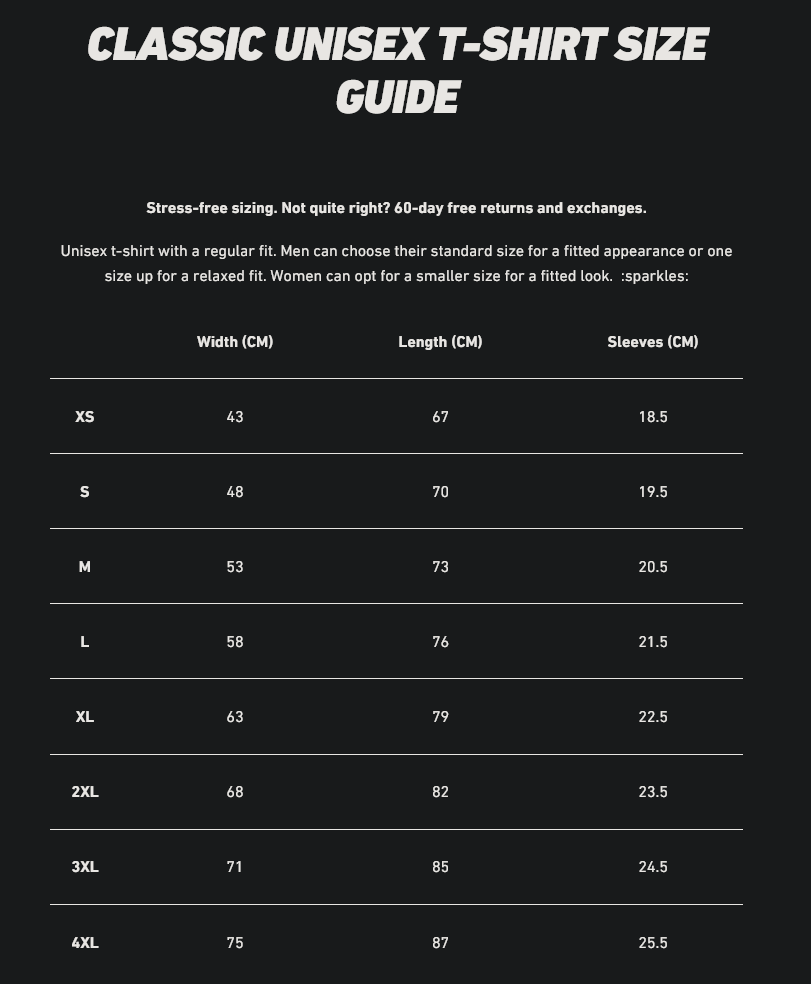 CLASSIC UNISEX T-SHIRT SIZE
GUIDE
Stress-free sizing. Not quite right? 60-day free returns and exchanges.
Unisex t-shirt with a regular fit. Men can choose their standard size for a fitted appearance or one
size up for a relaxed fit. Women can opt for a smaller size for a fitted look. :sparkles:
Width (CM) Length (CM) Sleeves (CM)
XS 43 67 18.5
S 48 70 19.5
M 53 73 20.5
L 58 76 21.5
XL 63 79 22.5
2XL 68 82 23.5
3XL 71 85 24.5
4XL 75 87 25.5